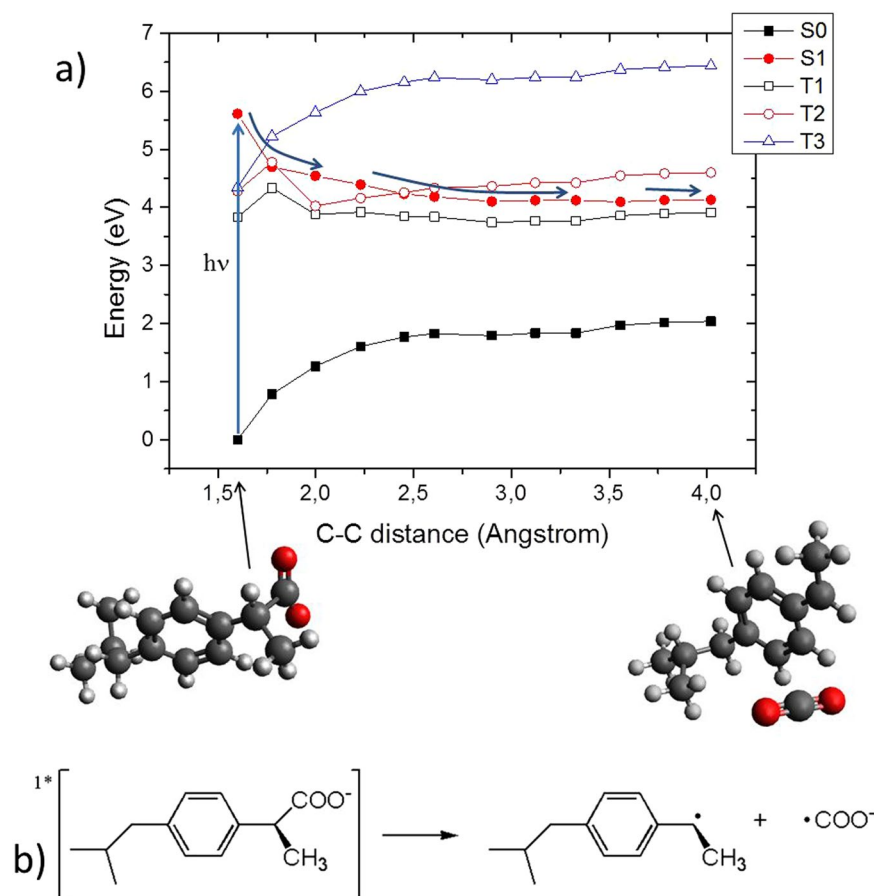 a)
S0
S1
T1
T2
T3
7
6
5
4
3
2
1
0
Energy (eV)
hν
1,5 2,0 2,5 3,0 3,5 4,0
C-C distance (Angstrom)
b)
1*
COO⁻
CH₃
CH₃
+ •COO⁻